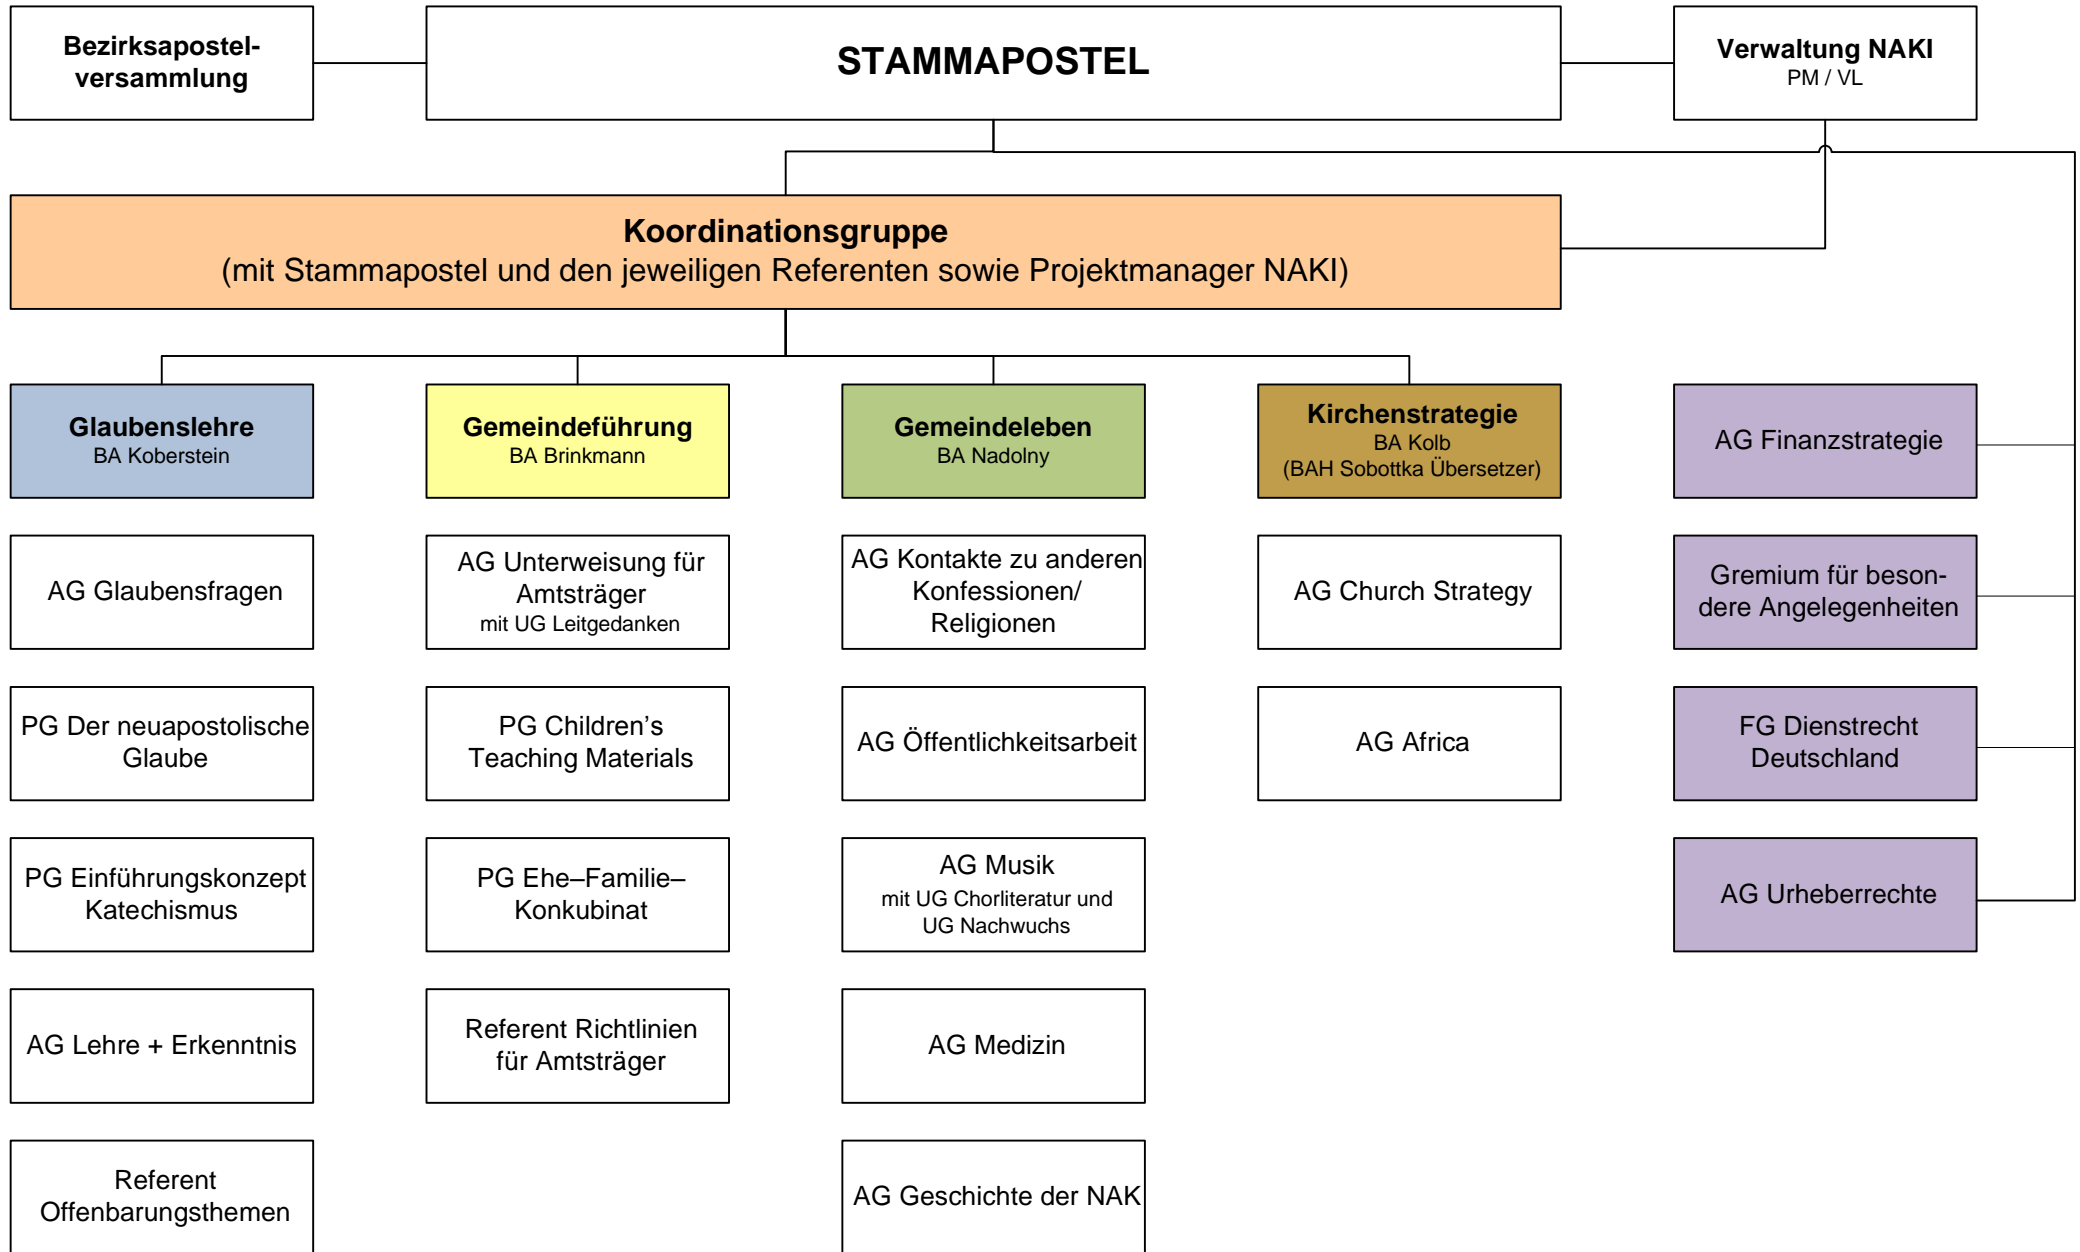 Bezirksapostel-
versammlung
STAMMAPOSTEL
Verwaltung NAKI
PM / VL
Koordinationsgruppe
(mit Stammapostel und den jeweiligen Referenten sowie Projektmanager NAKI)
Glaubenslehre
BA Koberstein
Gemeindeführung
BA Brinkmann
Gemeindeleben
BA Nadolny
Kirchenstrategie
BA Kolb
(BAH Sobottka Übersetzer)
AG Finanzstrategie
AG Glaubensfragen
AG Unterweisung für
Amtsträger
mit UG Leitgedanken
AG Kontakte zu anderen
Konfessionen/
Religionen
AG Church Strategy
Gremium für beson-
dere Angelegenheiten
PG Der neuapostolische
Glaube
PG Children’s
Teaching Materials
AG Öffentlichkeitsarbeit
AG Africa
FG Dienstrecht
Deutschland
PG Einführungskonzept
Katechismus
PG Ehe–Familie–
Konkubinat
AG Musik
mit UG Chorliteratur und
UG Nachwuchs
AG Urheberrechte
AG Lehre + Erkenntnis
Referent Richtlinien
für Amtsträger
AG Medizin
Referent
Offenbarungsthemen
AG Geschichte der NAK